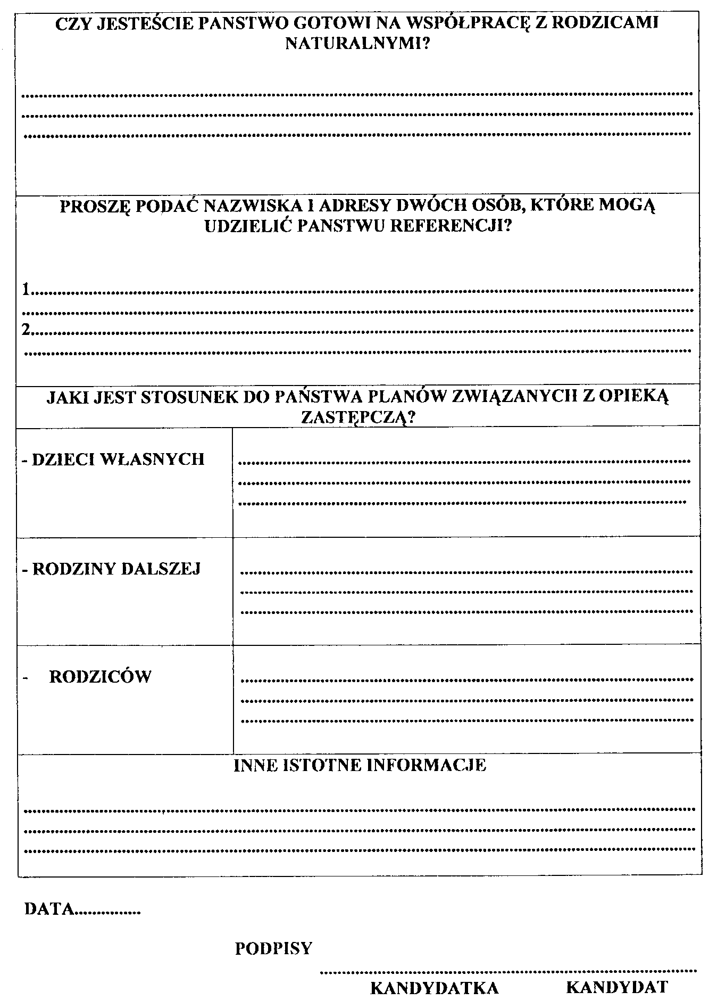 CZY JESTEŚCIE PANSTWO GOTOWI NA WSPÓŁPRACĘ Z RODZICAMI
NATURALNYMI?
..........................................................................................
..........................................................................................
..........................................................................................
PROSZĘ PODAĆ NAZWISKA I ADRESY DWÓCH OSÓB, KTÓRE MOGĄ
UDZIELIĆ PANSTWU REFERENCJI?
1..........................................................................................
..........................................................................................
2..........................................................................................
..........................................................................................
JAKI JEST STOSUNEK DO PAŃSTWA PLANÓW ZWIĄZANYCH Z OPIEKĄ
ZASTĘPCZĄ?
- DZIECI WŁASNYCH ............................................................
............................................................
............................................................
- RODZINY DALSZEJ ............................................................
............................................................
............................................................
- RODZICÓW ............................................................
............................................................
............................................................
INNE ISTOTNE INFORMACJE
..........................................................................................
..........................................................................................
..........................................................................................
DATA...............
PODPISY
..................................................
KANDYDATKA KANDYDAT